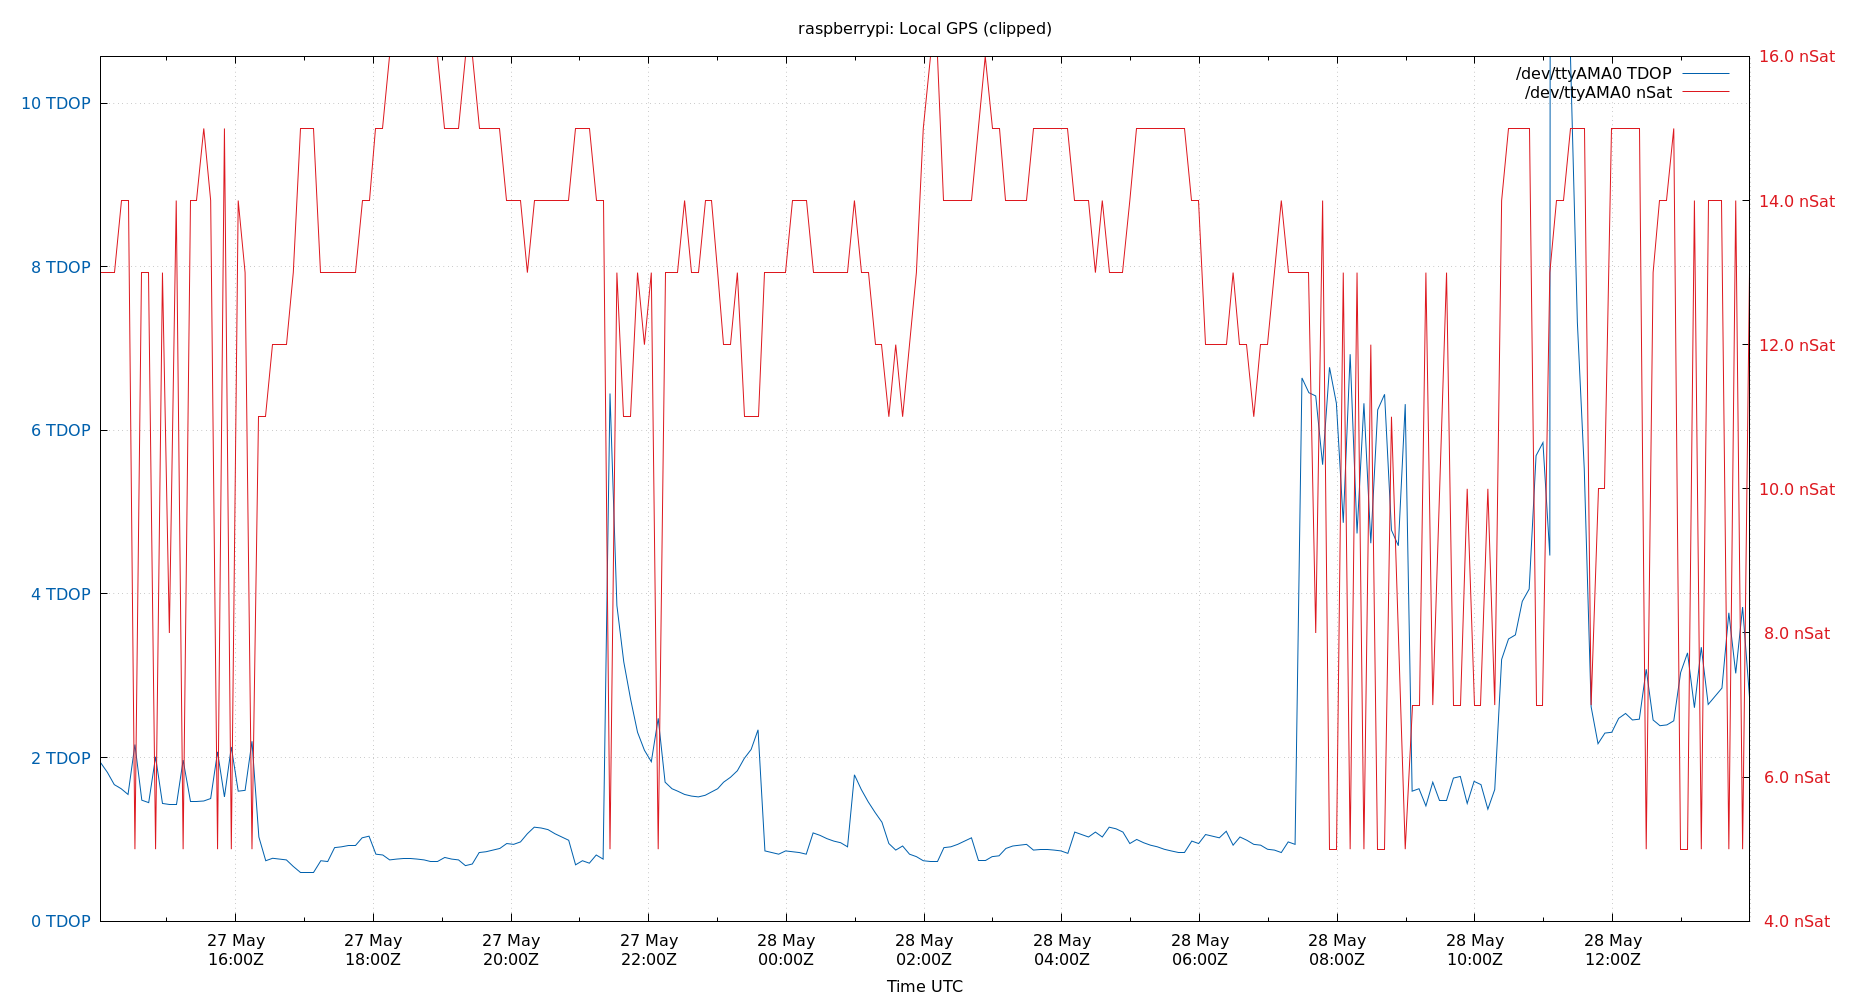 raspberrypi: Local GPS (clipped)
16.0 nSat
/dev/ttyAMA0 TDOP
/dev/ttyAMA0 nSat
10 TDOP
14.0 nSat
8 TDOP
12.0 nSat
6 TDOP
10.0 nSat
4 TDOP
8.0 nSat
2 TDOP
6.0 nSat
0 TDOP
4.0 nSat
27 May 27 May 27 May 27 May 28 May 28 May 28 May 28 May 28 May 28 May 28 May
16:00Z 18:00Z 20:00Z 22:00Z 00:00Z 02:00Z 04:00Z 06:00Z 08:00Z 10:00Z 12:00Z
Time UTC